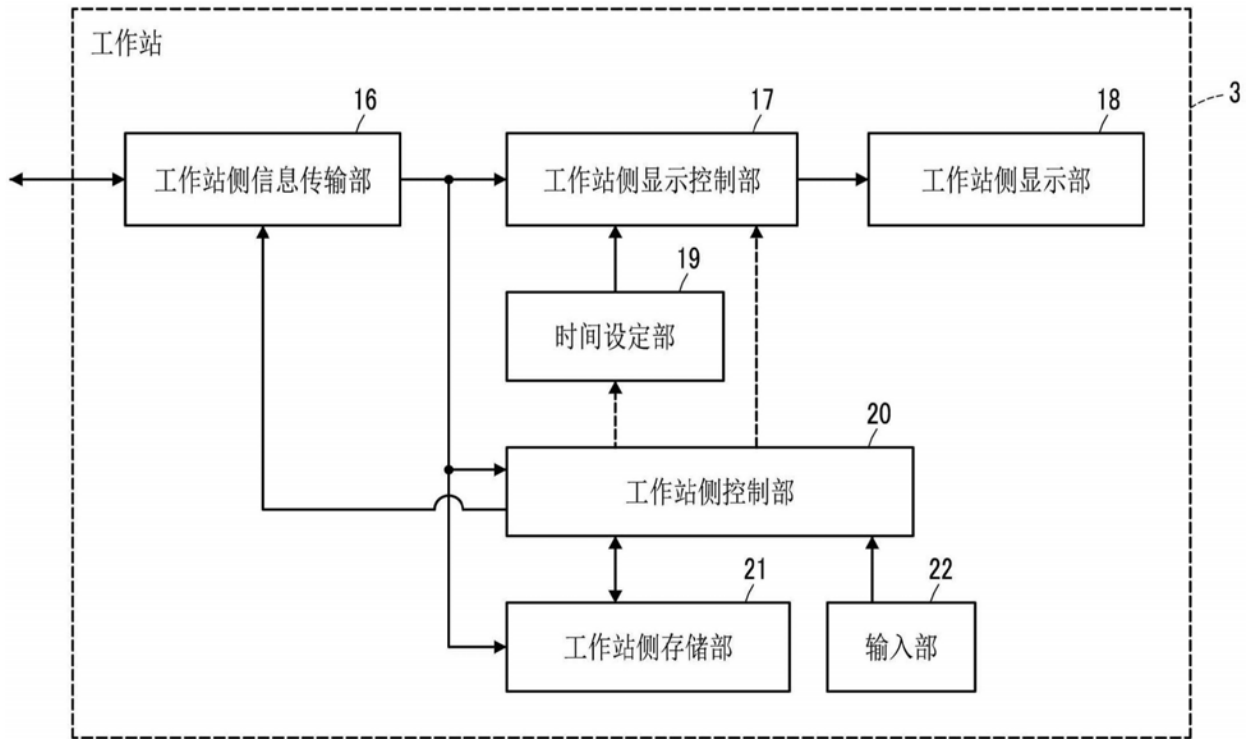 工作站
3
16
17
18
工作站侧信息传输部
工作站侧显示控制部
工作站侧显示部
19
时间设定部
20
工作站侧控制部
21
22
工作站侧存储部
输入部